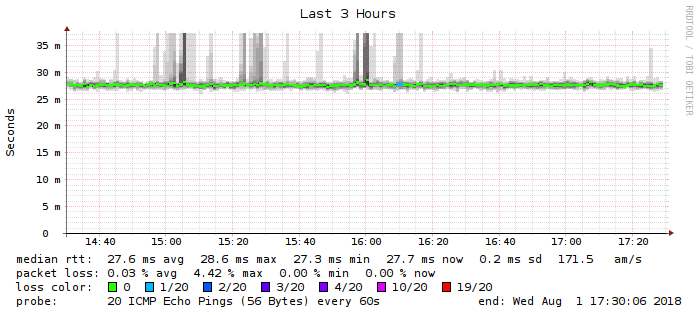 Last 3 Hours
RRDTOOL / TOBI OETIKER
Seconds
35 m
30 m
25 m
20 m
15 m
10 m
5 m
0
14:40 15:00 15:20 15:40 16:00 16:20 16:40 17:00 17:20
median rtt: 27.6 ms avg 28.6 ms max 27.3 ms min 27.7 ms now 0.2 ms sd 171.5 am/s
packet loss: 0.03 % avg 4.42 % max 0.00 % min 0.00 % now
loss color: 0 1/20 2/20 3/20 4/20 10/20 19/20
probe: 20 ICMP Echo Pings (56 Bytes) every 60s end: Wed Aug 1 17:30:06 2018